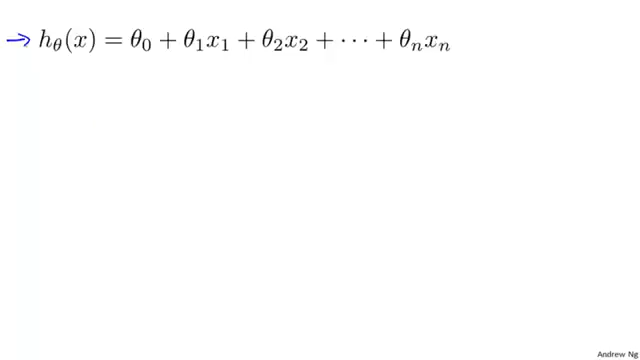 → hθ(x) = θ0 + θ1x1 + θ2x2 + ··· + θnxn
Andrew Ng